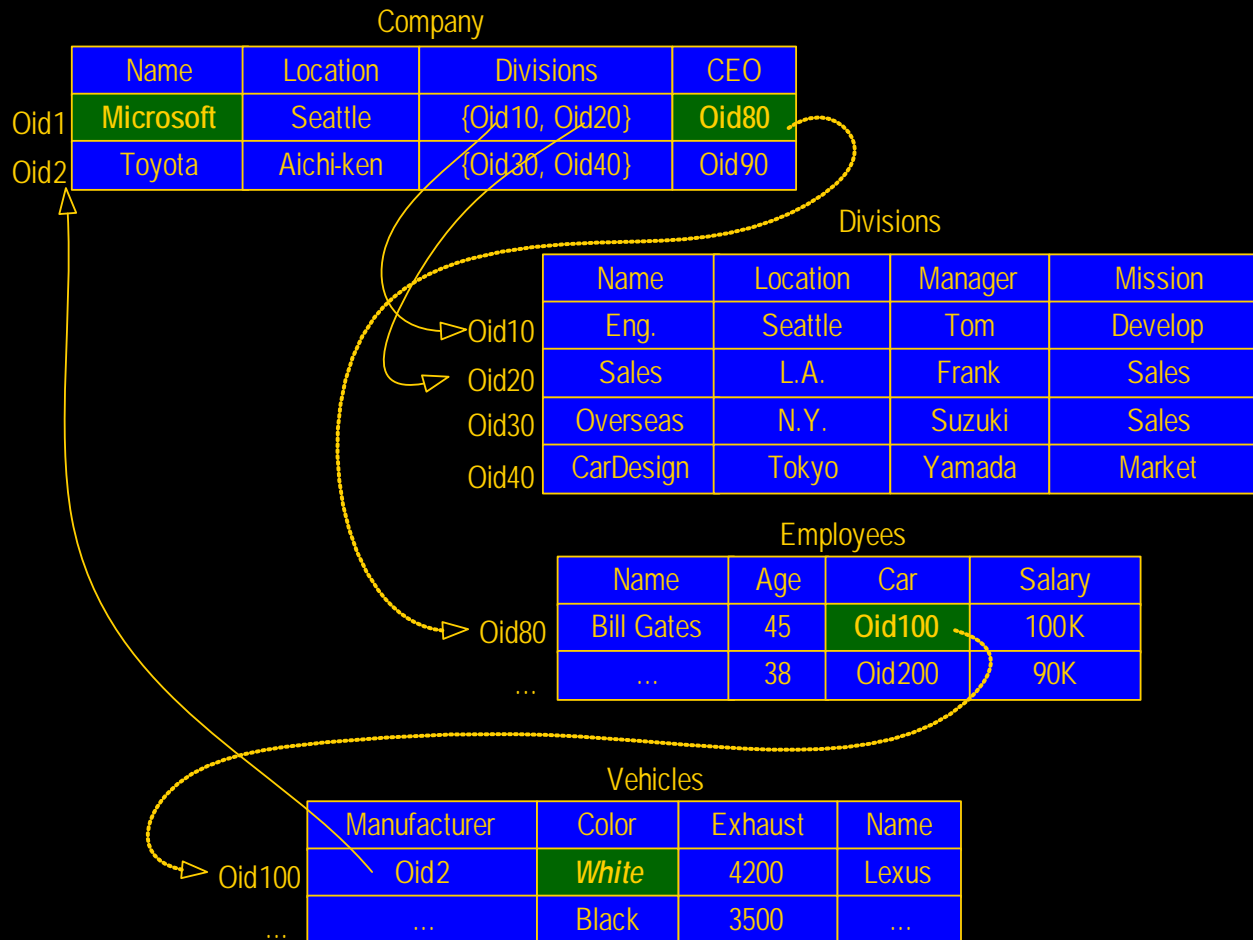 Company
Name Location Divisions CEO
Oid1 Microsoft Seattle {Oid10, Oid20} Oid80
Oid2 Toyota Aichi-ken {Oid30, Oid40} Oid90
Divisions
Name Location Manager Mission
Oid10 Eng. Seattle Tom Develop
Oid20 Sales L.A. Frank Sales
Oid30 Overseas N.Y. Suzuki Sales
Oid40 CarDesign Tokyo Yamada Market
Employees
Name Age Car Salary
Oid80 Bill Gates 45 Oid100 100K
... ... 38 Oid200 90K
Vehicles
Manufacturer Color Exhaust Name
Oid100 Oid2 White 4200 Lexus
... ... Black 3500 ...